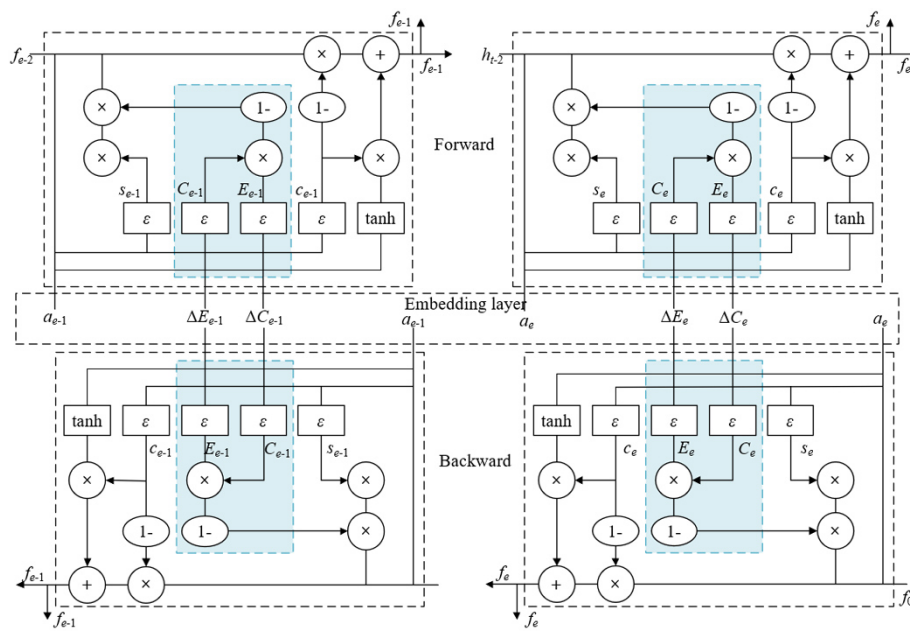 f_{e-1} f_e
f_{e-2} × + f_{e-1} h_{t-2} × + f_e
× 1- 1- × 1- 1-
Forward
× × × × × ×
s_{e-1} C_{e-1} E_{e-1} c_{e-1} s_e C_e E_e c_e
ε ε ε ε tanh ε ε ε ε tanh
Embedding layer
a_{e-1} ΔE_{e-1} ΔC_{e-1} a_{e-1} a_e ΔE_e ΔC_e a_e
tanh ε ε ε ε tanh ε ε ε ε
c_{e-1} E_{e-1} C_{e-1} s_{e-1} c_e E_e C_e s_e
Backward
× × × × × ×
1- 1- × 1- 1- ×
f_{e-1} + × f_e + ×
f_{e-1} f_e